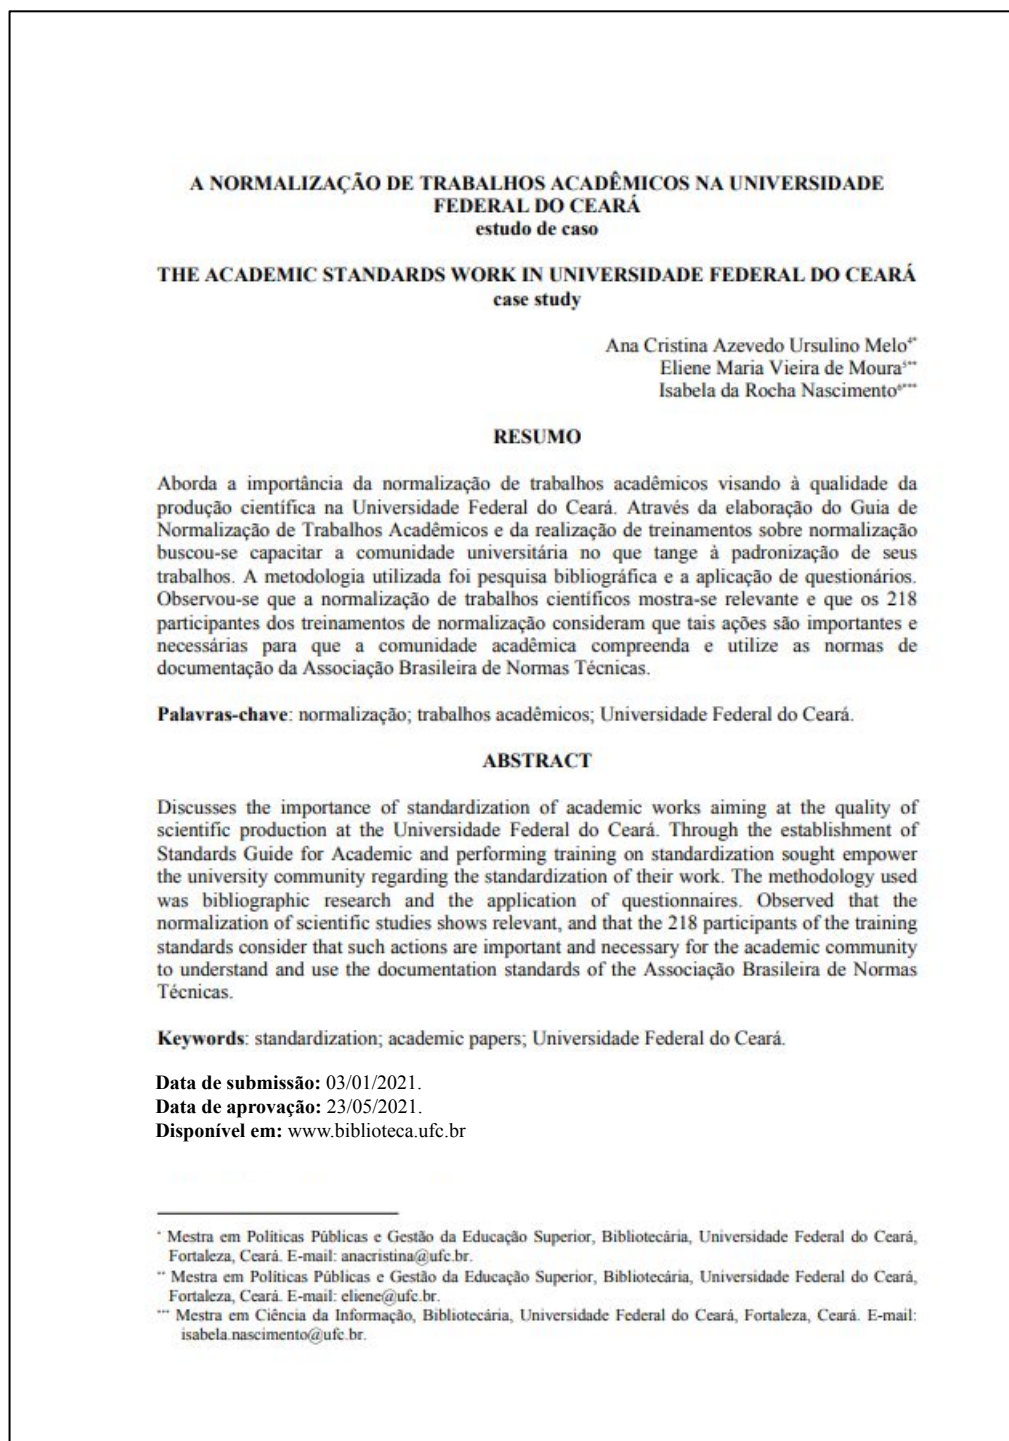 A NORMALIZAÇÃO DE TRABALHOS ACADÊMICOS NA UNIVERSIDADE
FEDERAL DO CEARÁ
estudo de caso
THE ACADEMIC STANDARDS WORK IN UNIVERSIDADE FEDERAL DO CEARÁ
case study
Ana Cristina Azevedo Ursulino Melo4*
Eliene Maria Vieira de Moura5**
Isabela da Rocha Nascimento6***
RESUMO
Aborda a importância da normalização de trabalhos acadêmicos visando à qualidade da
produção científica na Universidade Federal do Ceará. Através da elaboração do Guia de
Normalização de Trabalhos Acadêmicos e da realização de treinamentos sobre normalização
buscou-se capacitar a comunidade universitária no que tange à padronização de seus
trabalhos. A metodologia utilizada foi pesquisa bibliográfica e a aplicação de questionários.
Observou-se que a normalização de trabalhos científicos mostra-se relevante e que os 218
participantes dos treinamentos de normalização consideram que tais ações são importantes e
necessárias para que a comunidade acadêmica compreenda e utilize as normas de
documentação da Associação Brasileira de Normas Técnicas.
Palavras-chave: normalização; trabalhos acadêmicos; Universidade Federal do Ceará.
ABSTRACT
Discusses the importance of standardization of academic works aiming at the quality of
scientific production at the Universidade Federal do Ceará. Through the establishment of
Standards Guide for Academic and performing training on standardization sought empower
the university community regarding the standardization of their work. The methodology used
was bibliographic research and the application of questionnaires. Observed that the
normalization of scientific studies shows relevant, and that the 218 participants of the training
standards consider that such actions are important and necessary for the academic community
to understand and use the documentation standards of the Associação Brasileira de Normas
Técnicas.
Keywords: standardization; academic papers; Universidade Federal do Ceará.
Data de submissão: 03/01/2021.
Data de aprovação: 23/05/2021.
Disponível em: www.biblioteca.ufc.br
* Mestra em Políticas Públicas e Gestão da Educação Superior, Bibliotecária, Universidade Federal do Ceará,
Fortaleza, Ceará. E-mail: anacristina@ufc.br.
** Mestra em Políticas Públicas e Gestão da Educação Superior, Bibliotecária, Universidade Federal do Ceará,
Fortaleza, Ceará. E-mail: eliene@ufc.br.
*** Mestra em Ciência da Informação, Bibliotecária, Universidade Federal do Ceará, Fortaleza, Ceará. E-mail:
isabela.nascimento@ufc.br.